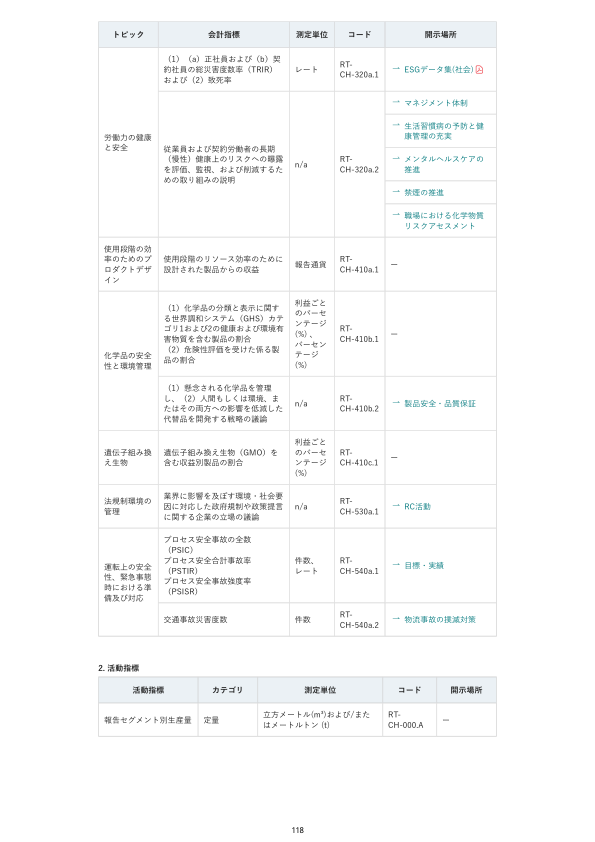 トピック 会計指標 測定単位 コード 開示場所
労働力の健康
と安全
（1）（a）正社員および（b）契
約社員の総災害度数率（TRIR）
および（2）致死率
レート
RT-
CH-320a.1
→ ESGデータ集(社会)
従業員および契約労働者の長期
（慢性）健康上のリスクへの曝露
を評価、監視、および削減するた
めの取り組みの説明
n/a
RT-
CH-320a.2
→ マネジメント体制
→ 生活習慣病の予防と健
康管理の充実
→ メンタルヘルスケアの
推進
→ 禁煙の推進
→ 職場における化学物質
リスクアセスメント
使用段階の効
率のためのプ
ロダクトデザ
イン
使用段階のリソース効率のために
設計された製品からの収益
報告通貨
RT-
CH-410a.1
—
化学品の安全
性と環境管理
（1）化学品の分類と表示に関す
る世界調和システム（GHS）カテ
ゴリ1および2の健康および環境有
害物質を含む製品の割合
（2）危険性評価を受けた係る製
品の割合
利益ごと
のパーセ
ンテージ
(%) 、
パーセン
テージ
(%)
RT-
CH-410b.1
—
（1）懸念される化学品を管理
し、（2）人間もしくは環境、ま
たはその両方への影響を低減した
代替品を開発する戦略の議論
n/a
RT-
CH-410b.2
→ 製品安全・品質保証
遺伝子組み換
え生物
遺伝子組み換え生物（GMO）を
含む収益別製品の割合
利益ごと
のパーセ
ンテージ
(%)
RT-
CH-410c.1
—
法規制環境の
管理
業界に影響を及ぼす環境・社会要
因に対応した政府規制や政策提言
に関する企業の立場の議論
n/a
RT-
CH-530a.1
→ RC活動
運転上の安全
性、緊急事態
時における準
備及び対応
プロセス安全事故の全数
（PSIC）
プロセス安全合計事故率
（PSTIR）
プロセス安全事故強度率
（PSISR）
件数、
レート
RT-
CH-540a.1
→ 目標・実績
交通事故災害度数
件数
RT-
CH-540a.2
→ 物流事故の撲滅対策
2. 活動指標
活動指標 カテゴリ 測定単位 コード 開示場所
報告セグメント別生産量
定量
立方メートル(m³)および/また
はメートルトン (t)
RT-
CH-000.A
—
118